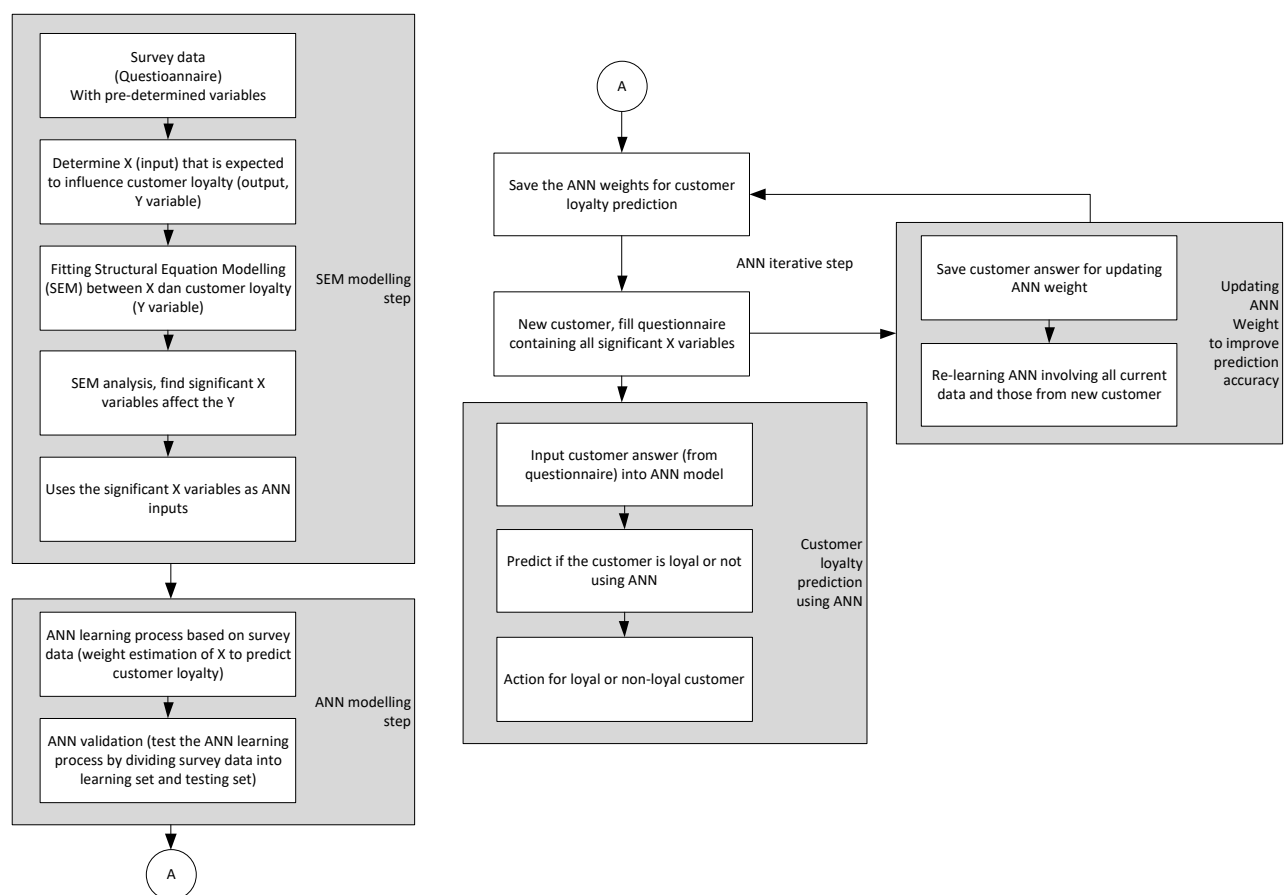 Survey data
(Questioannaire)
With pre-determined variables
Determine X (input) that is expected
to influence customer loyalty (output,
Y variable)
Fitting Structural Equation Modelling
(SEM) between X dan customer loyalty
(Y variable)
SEM analysis, find significant X
variables affect the Y
Uses the significant X variables as ANN
inputs
SEM modelling
step
ANN learning process based on survey
data (weight estimation of X to predict
customer loyalty)
ANN validation (test the ANN learning
process by dividing survey data into
learning set and testing set)
ANN modelling
step
A
A
Save the ANN weights for customer
loyalty prediction
ANN iterative step
New customer, fill questionnaire
containing all significant X variables
Input customer answer (from
questionnaire) into ANN model
Predict if the customer is loyal or not
using ANN
Action for loyal or non-loyal customer
Customer
loyalty
prediction
using ANN
Save customer answer for updating
ANN weight
Re-learning ANN involving all current
data and those from new customer
Updating
ANN
Weight
to improve
prediction
accuracy